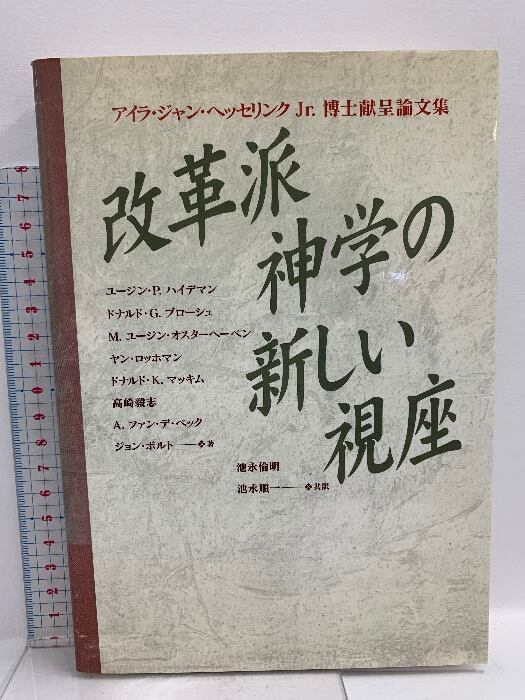 アイラ・ジャン・ヘッセリンク Jr. 博士献呈論文集
改革派
神学の
新しい
視座
ユージン・P. ハイデマン
ドナルド・G. ブローシュ
M. ユージン・オスターヘーベン
ヤン・ロッホマン
ドナルド・K. マッキム
高崎毅志
A. ファン・デ・ベック
ジョン・ボルト──❖著
池永倫明
池永順一──❖共訳